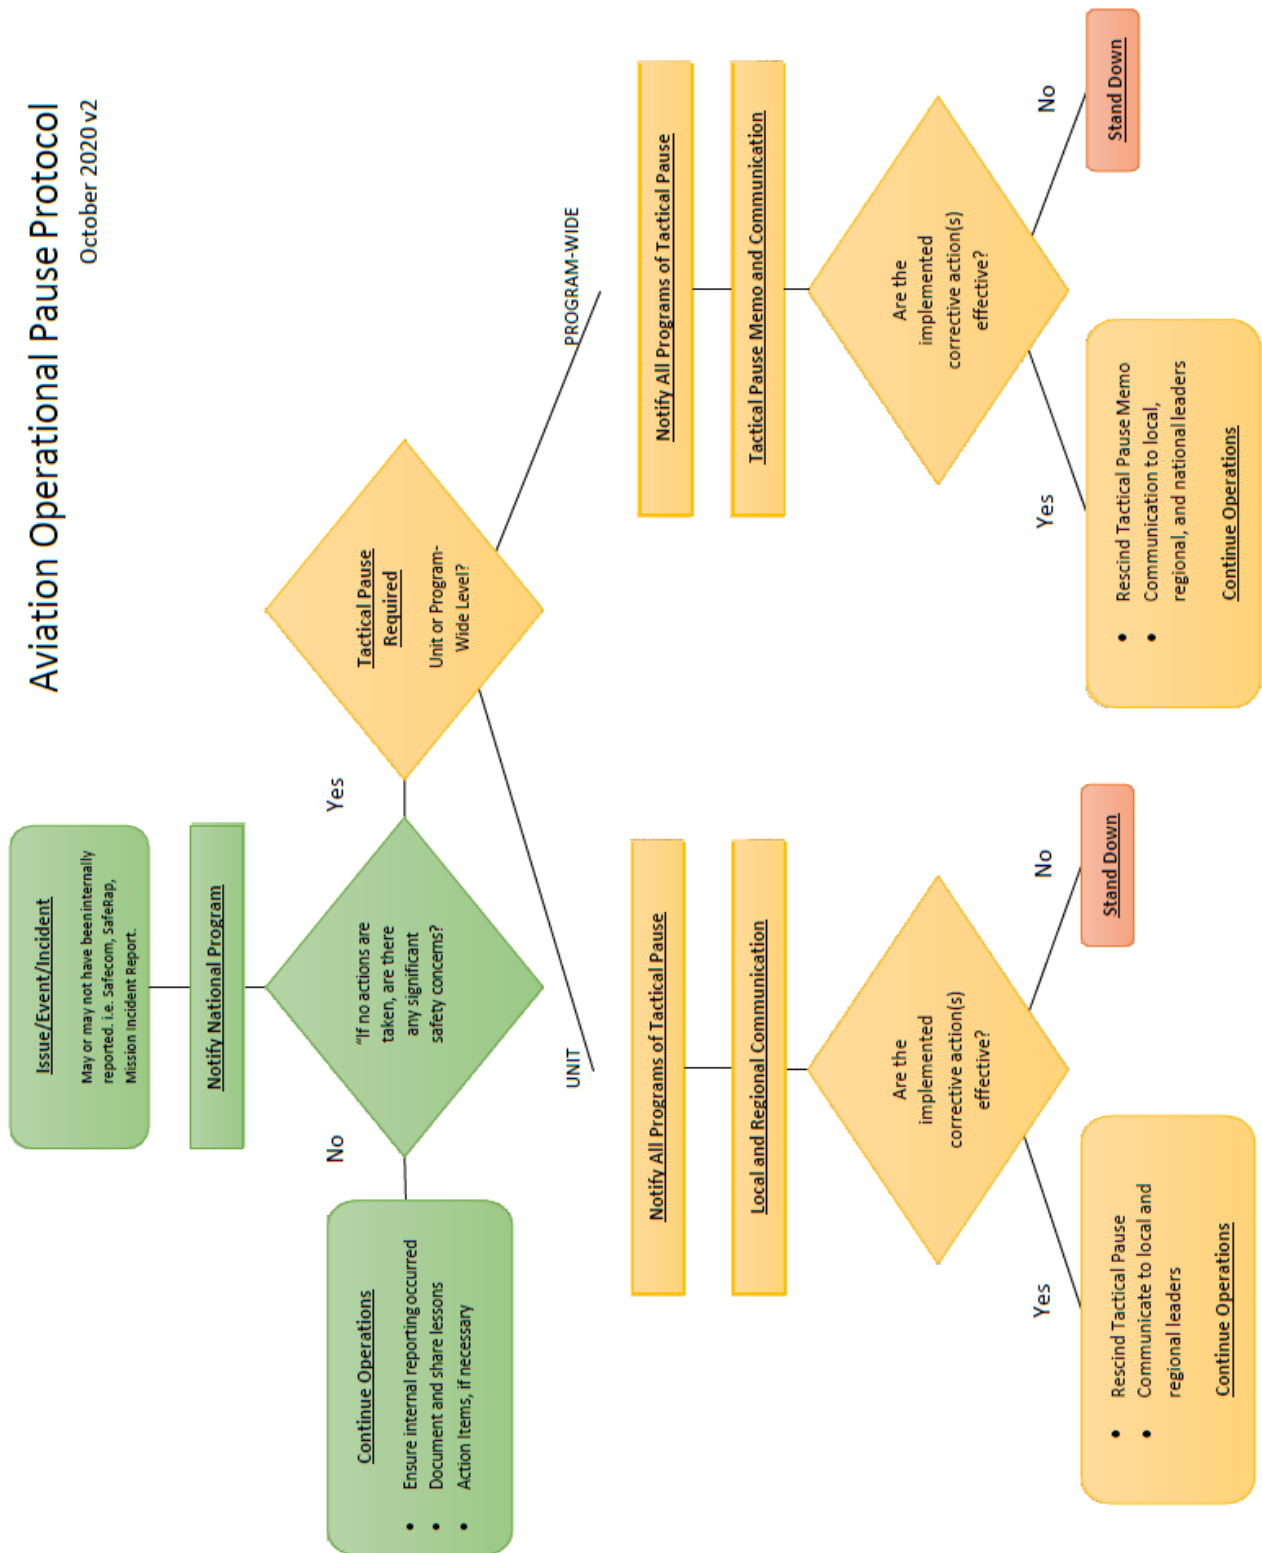 Aviation Operational Pause Protocol
October 2020 v2
Issue/Event/Incident
May or may not have beeninternally
reported. i.e. Safecom, SafeRap,
Mission Incident Report.
Notify National Program
"If no actions are
taken, are there
any significant
safety concerns?
No
Yes
Continue Operations
• Ensure internal reporting occurred
• Document and share lessons
• Action Items, if necessary
Tactical Pause
Required
Unit or Program-
Wide Level?
UNIT
PROGRAM-WIDE
Notify All Programs of Tactical Pause
Local and Regional Communication
Are the
implemented
corrective action(s)
effective?
Yes
No
• Rescind Tactical Pause
• Communicate to local and
regional leaders
Continue Operations
Stand Down
Notify All Programs of Tactical Pause
Tactical Pause Memo and Communication
Are the
implemented
corrective action(s)
effective?
Yes
No
• Rescind Tactical Pause Memo
• Communication to local,
regional, and nationalleaders
Continue Operations
Stand Down